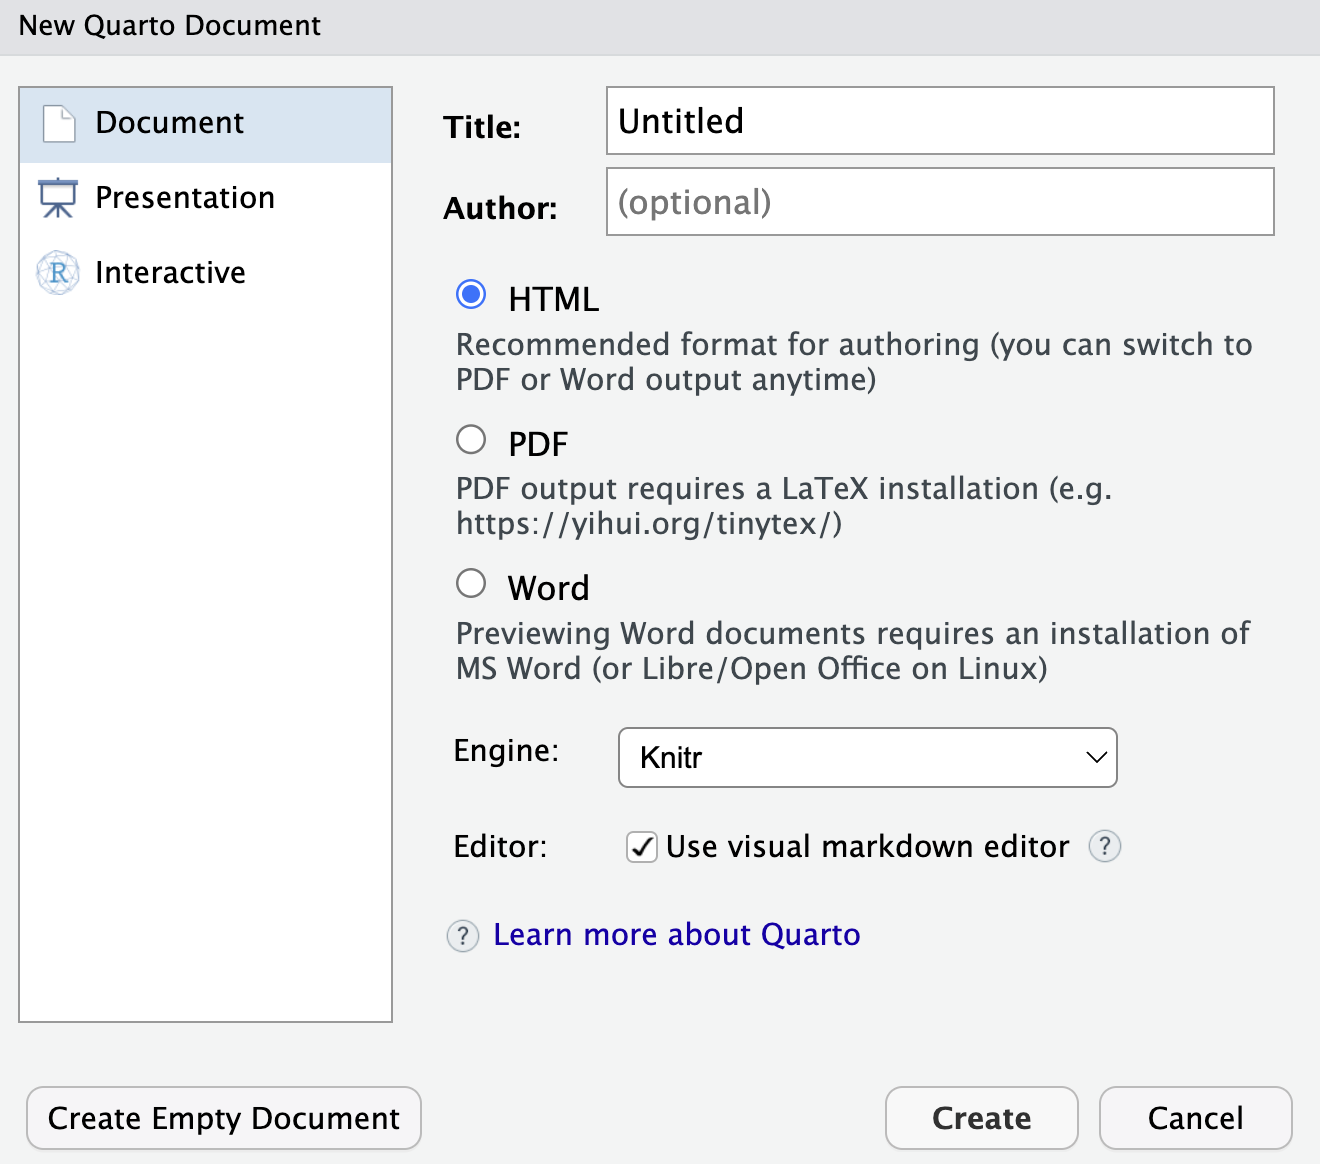 New Quarto Document
Document
Presentation
R Interactive
Title: Untitled
Author: (optional)
HTML
Recommended format for authoring (you can switch to
PDF or Word output anytime)
PDF
PDF output requires a LaTeX installation (e.g.
https://yihui.org/tinytex/)
Word
Previewing Word documents requires an installation of
MS Word (or Libre/Open Office on Linux)
Engine: Knitr
Editor: Use visual markdown editor ?
? Learn more about Quarto
Create Empty Document Create Cancel